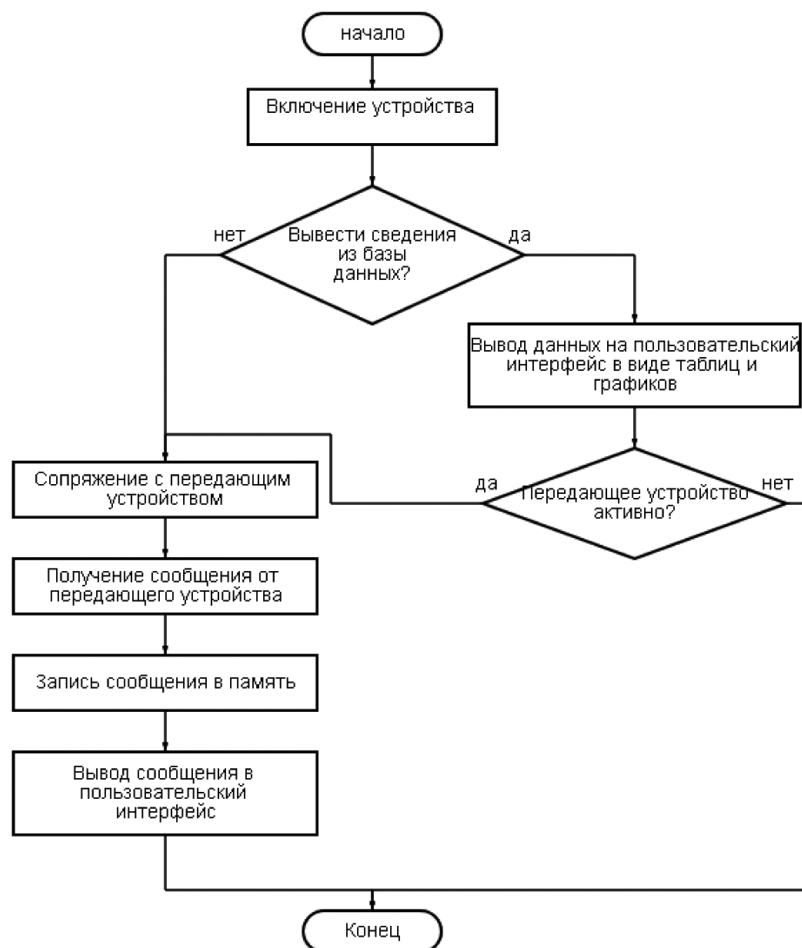 начало
Включение устройства
нет
Вывести сведения
из базы
данных?
да
Вывод данных на пользовательский
интерфейс в виде таблиц и
графиков
Сопряжение с передающим
устройством
да
Передающее устройство
активно?
нет
Получение сообщения от
передающего устройства
Запись сообщения в память
Вывод сообщения в
пользовательский
интерфейс
Конец